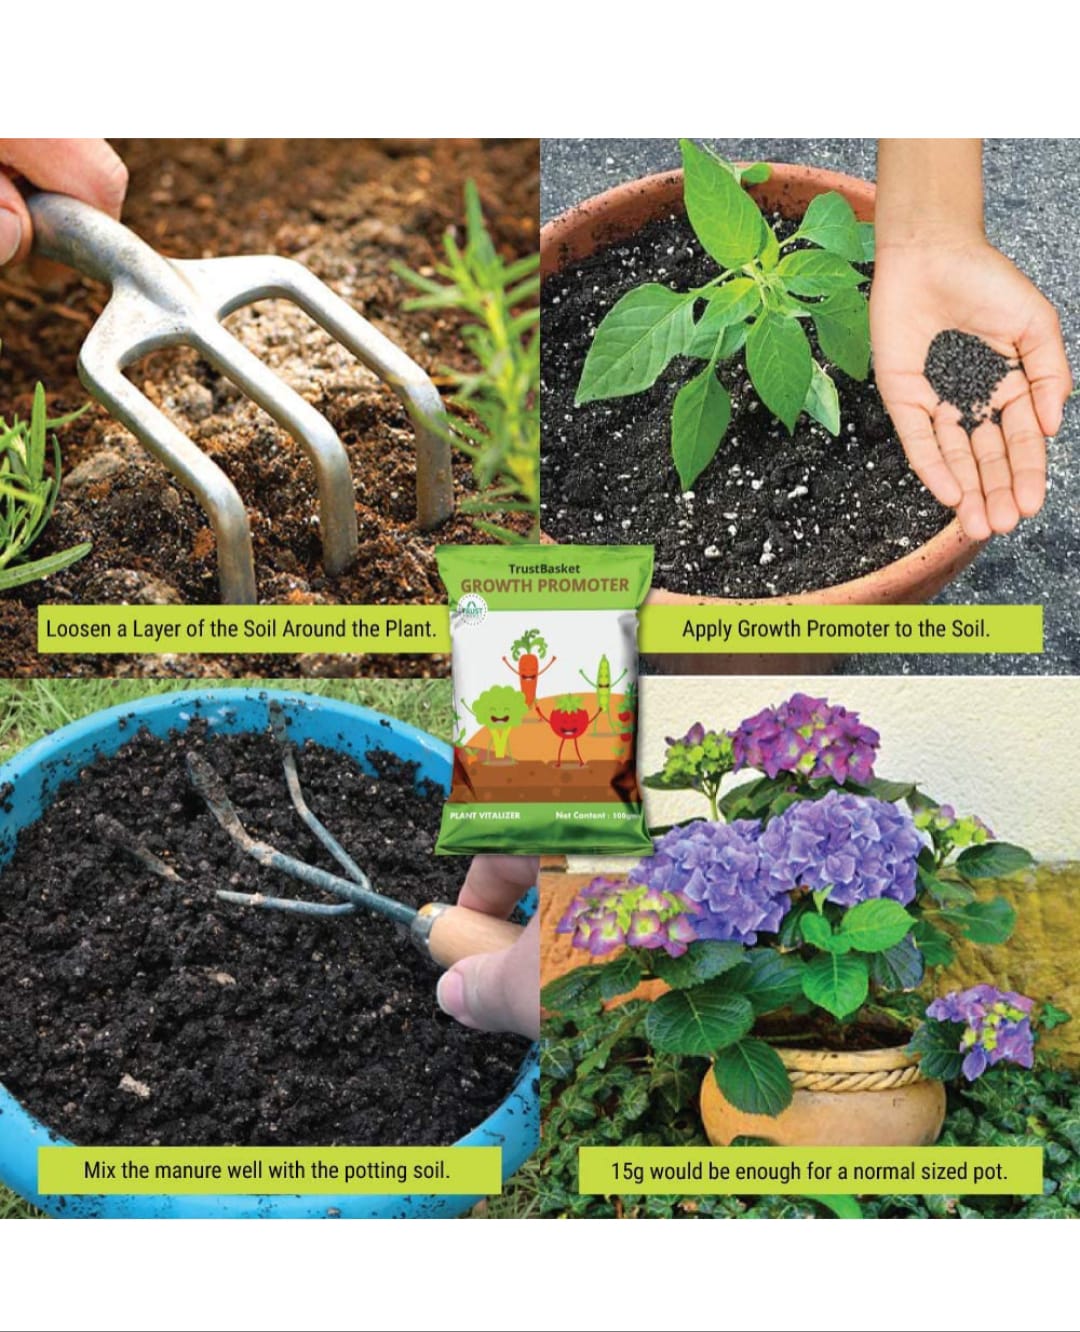 Loosen a Layer of the Soil Around the Plant.
Apply Growth Promoter to the Soil.
TrustBasket
GROWTH PROMOTER
TRUST
PLANT VITALIZER
Net Content : 100gm
Mix the manure well with the potting soil.
15g would be enough for a normal sized pot.